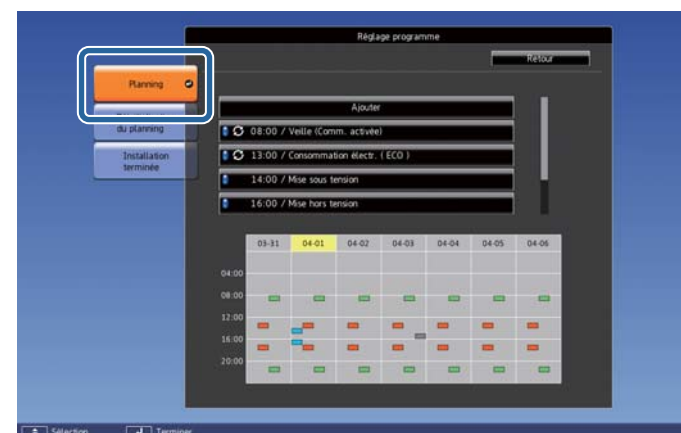 Réglage programme
Retour
Planning
du planning
Installation
terminée
Ajouter
08:00 / Veille (Comm. activée)
13:00 / Consommation électr. ( ECO )
14:00 / Mise sous tension
16:00 / Mise hors tension
03-31 04-01 04-02 04-03 04-04 04-05 04-06
04:00
08:00
12:00
16:00
20:00
Sélection Terminer